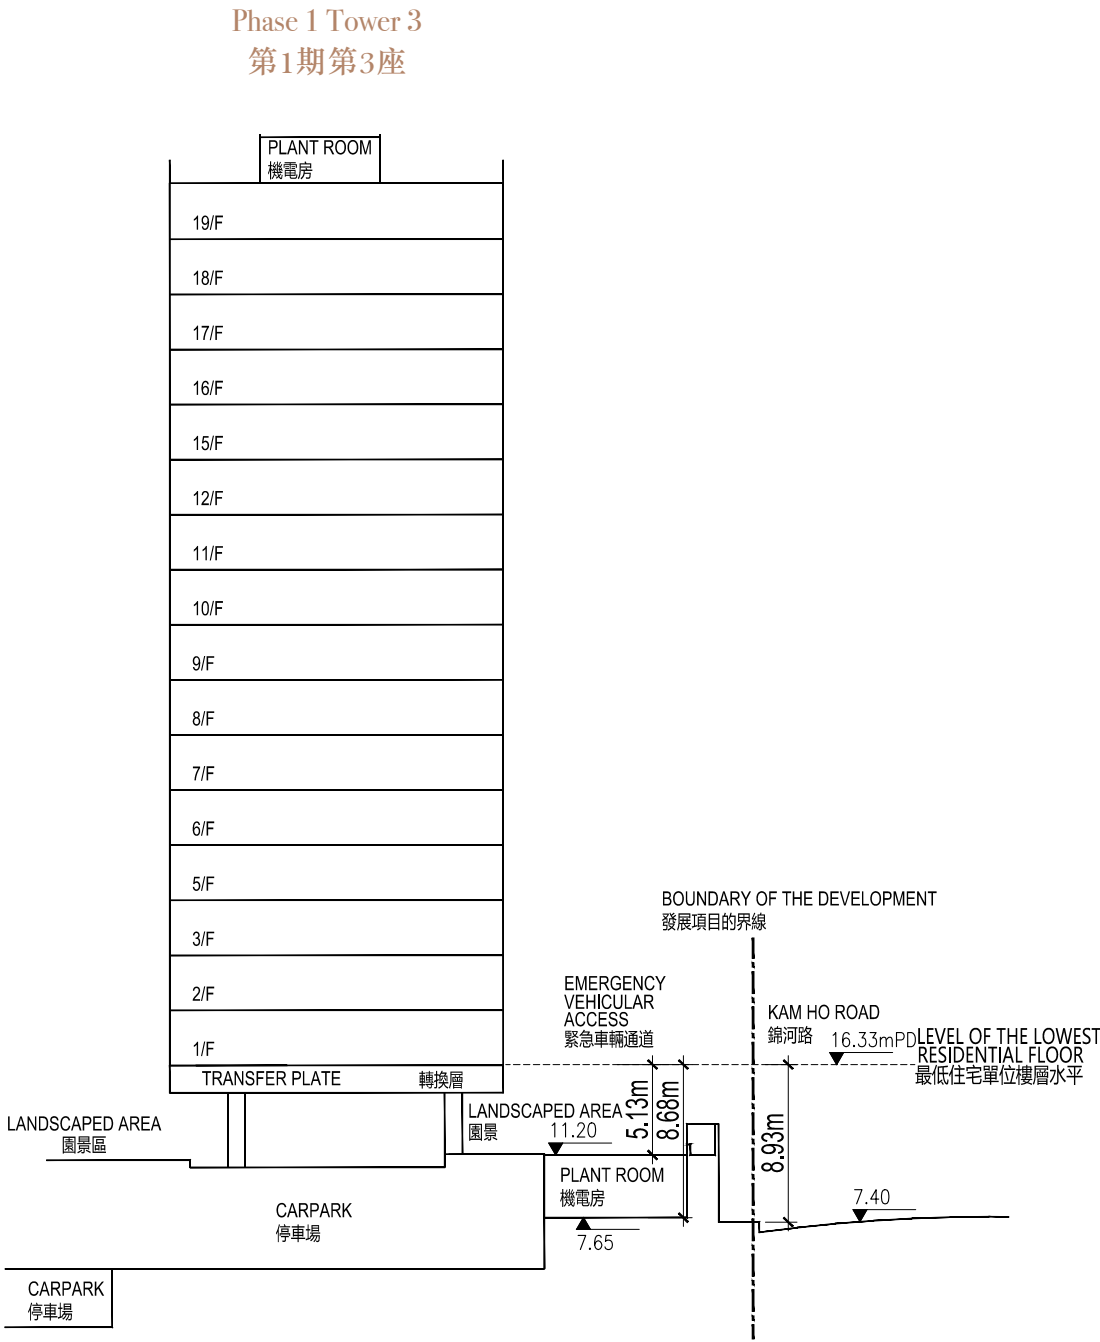 Phase 1 Tower 3
第1期第3座
PLANT ROOM
機電房
19/F
18/F
17/F
16/F
15/F
12/F
11/F
10/F
9/F
8/F
7/F
6/F
5/F
3/F
2/F
1/F
TRANSFER PLATE 轉換層
BOUNDARY OF THE DEVELOPMENT
發展項目的界線
EMERGENCY
VEHICULAR
ACCESS
緊急車輛通道
KAM HO ROAD
錦河路
16.33mPD
LEVEL OF THE LOWEST
RESIDENTIAL FLOOR
最低住宅單位樓層水平
LANDSCAPED AREA
園景區
LANDSCAPED AREA
園景
11.20
5.13m
8.68m
8.93m
PLANT ROOM
機電房
7.65
7.40
CARPARK
停車場
CARPARK
停車場